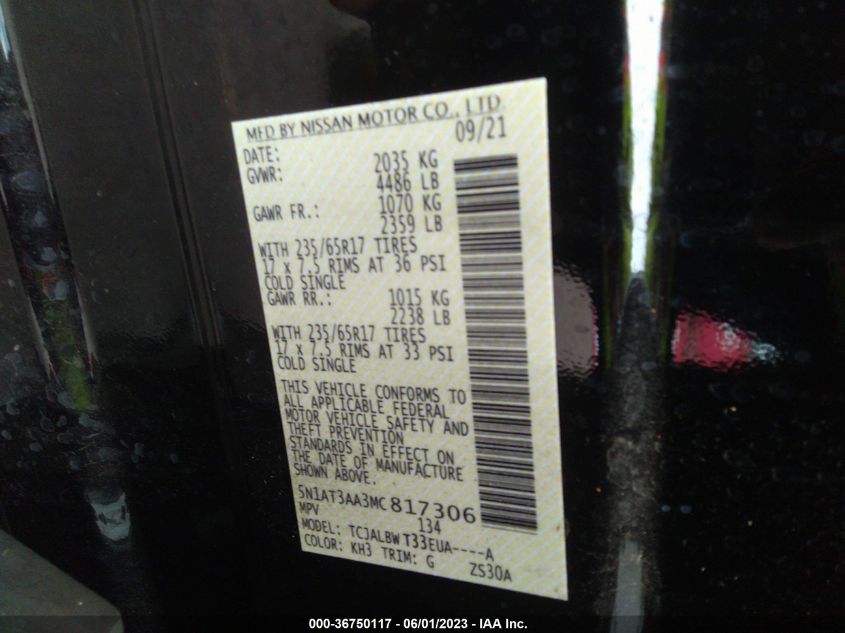 MFD BY NISSAN MOTOR CO., LTD.
DATE: 09/21
GVWR: 2035 KG
4486 LB
GAWR FR.: 1070 KG
2359 LB
WITH 235/65R17 TIRES
17 x 7.5 RIMS AT 36 PSI
COLD SINGLE
GAWR RR.: 1015 KG
2238 LB
WITH 235/65R17 TIRES
17 x 7.5 RIMS AT 33 PSI
COLD SINGLE
THIS VEHICLE CONFORMS TO
ALL APPLICABLE FEDERAL
MOTOR VEHICLE SAFETY AND
THEFT PREVENTION
STANDARDS IN EFFECT ON
THE DATE OF MANUFACTURE
SHOWN ABOVE.
5N1AT3AA3MC817306
MPV 134
MODEL: TCJALBWT33EUA----A
COLOR: KH3 TRIM: G ZS30A
000-36750117 - 06/01/2023 - IAA Inc.